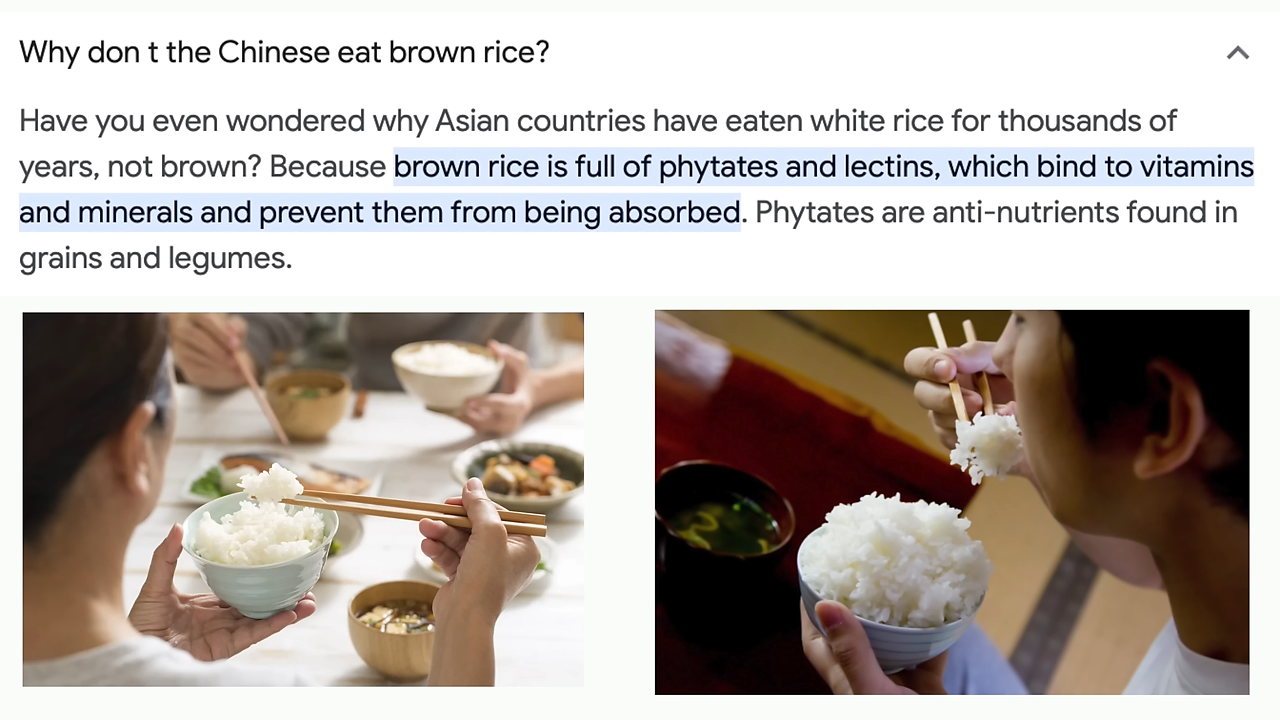 Why don t the Chinese eat brown rice?
Have you even wondered why Asian countries have eaten white rice for thousands of
years, not brown? Because brown rice is full of phytates and lectins, which bind to vitamins
and minerals and prevent them from being absorbed. Phytates are anti-nutrients found in
grains and legumes.